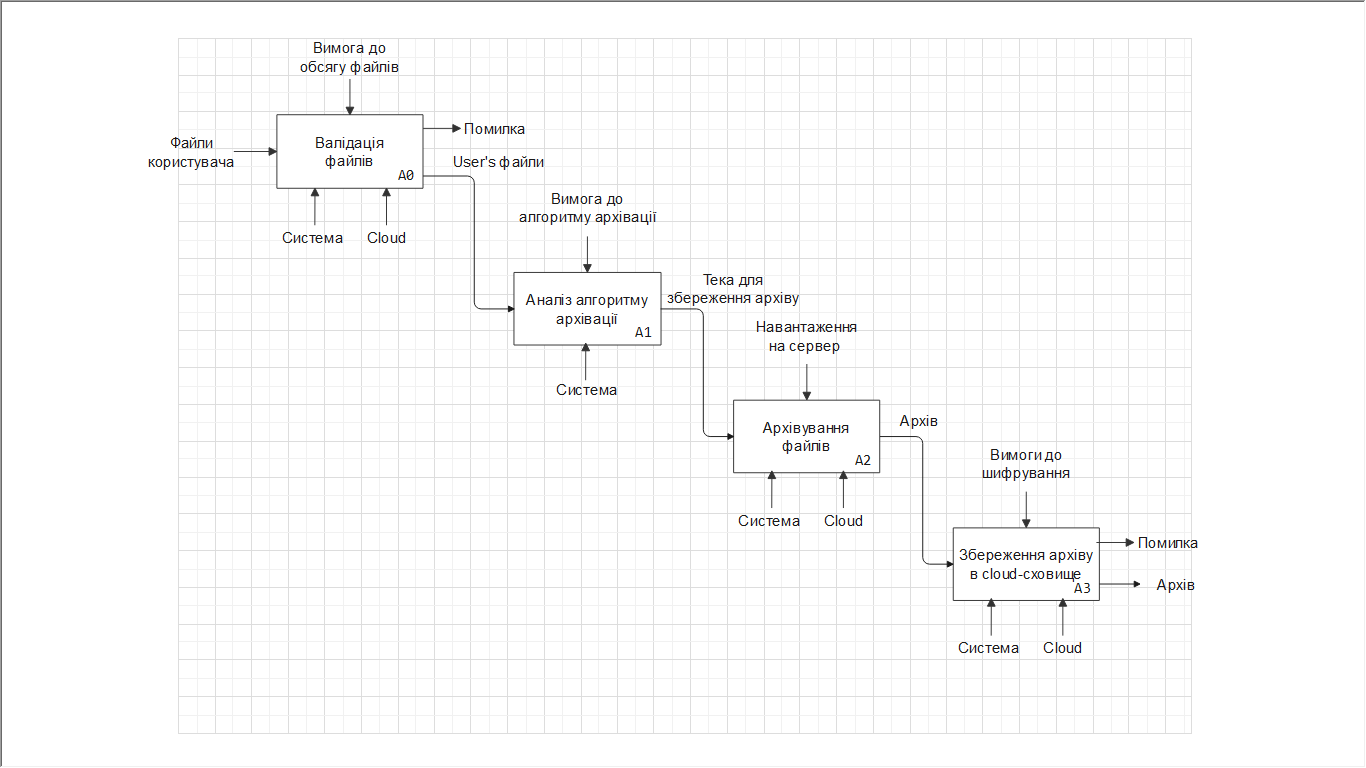 Вимога до
обсягу файлів
Файли
користувача
Валідація
файлів
A0
Помилка
User's файли
Система
Cloud
Вимога до
алгоритму архівації
Аналіз алгоритму
архівації
A1
Тека для
збереження архіву
Система
Навантаження
на сервер
Архівування
файлів
A2
Архів
Система
Cloud
Вимоги до
шифрування
Збереження архіву
в cloud-сховище
A3
Помилка
Архів
Система
Cloud